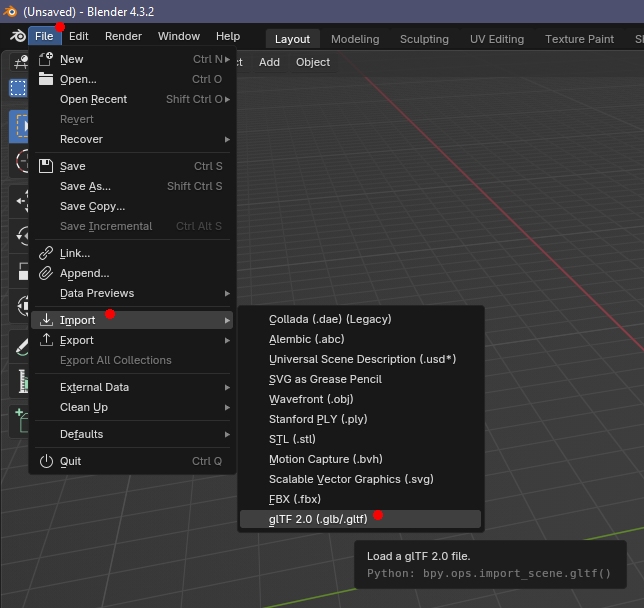 (Unsaved) - Blender 4.3.2
File Edit Render Window Help Layout Modeling Sculpting UV Editing Texture Paint
Add Object
New Ctrl N
Open... Ctrl O
Open Recent Shift Ctrl O
Revert
Recover
Save Ctrl S
Save As... Shift Ctrl S
Save Copy...
Save Incremental Ctrl Alt S
Link...
Append...
Data Previews
Import
Export
Export All Collections
External Data
Clean Up
Defaults
Quit Ctrl Q
Collada (.dae) (Legacy)
Alembic (.abc)
Universal Scene Description (.usd*)
SVG as Grease Pencil
Wavefront (.obj)
Stanford PLY (.ply)
STL (.stl)
Motion Capture (.bvh)
Scalable Vector Graphics (.svg)
FBX (.fbx)
glTF 2.0 (.glb/.gltf)
Load a glTF 2.0 file.
Python: bpy.ops.import_scene.gltf()